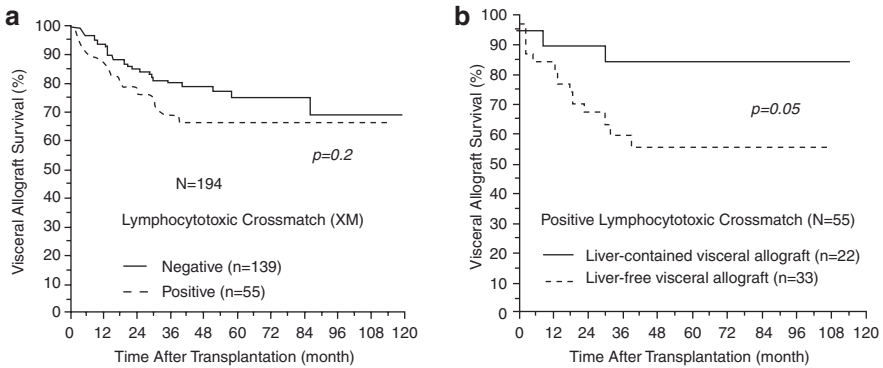 a
Visceral Allograft Survival (%)
100
90
80
70
60
50
40
30
20
10
0
p=0.2
N=194
Lymphocytotoxic Crossmatch (XM)
Negative (n=139)
Positive (n=55)
0 12 24 36 48 60 72 84 96 108 120
Time After Transplantation (month)
b
Visceral Allograft Survival (%)
100
90
80
70
60
50
40
30
20
10
0
p=0.05
Positive Lymphocytotoxic Crossmatch (N=55)
Liver-contained visceral allograft (n=22)
Liver-free visceral allograft (n=33)
0 12 24 36 48 60 72 84 96 108 120
Time After Transplantation (month)